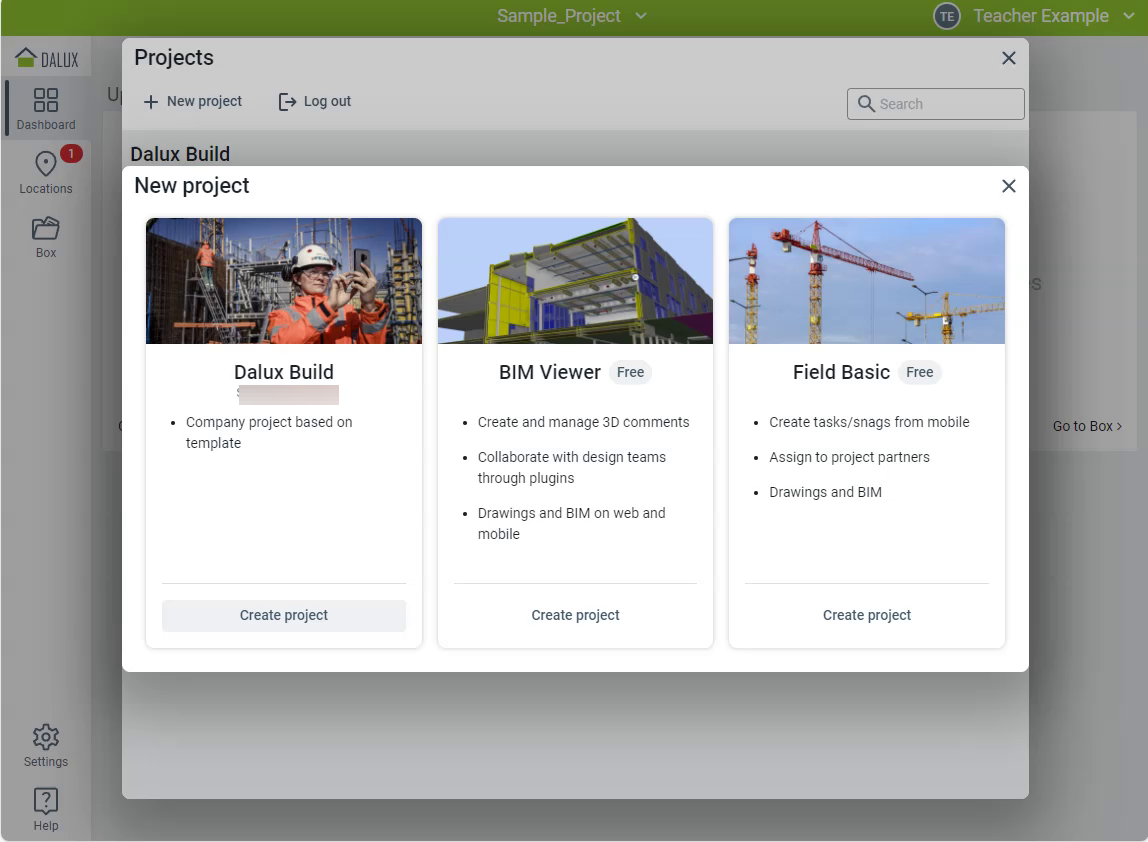 Sample_Project
TE Teacher Example
DALUX
Projects
New project
Log out
Search
Dashboard
Dalux Build
1
Locations
New project
Box
Dalux Build
BIM Viewer Free
Field Basic Free
Company project based on
template
Create and manage 3D comments
Collaborate with design teams
through plugins
Drawings and BIM on web and
mobile
Create tasks/snags from mobile
Assign to project partners
Drawings and BIM
Go to Box >
Create project
Create project
Create project
Settings
Help